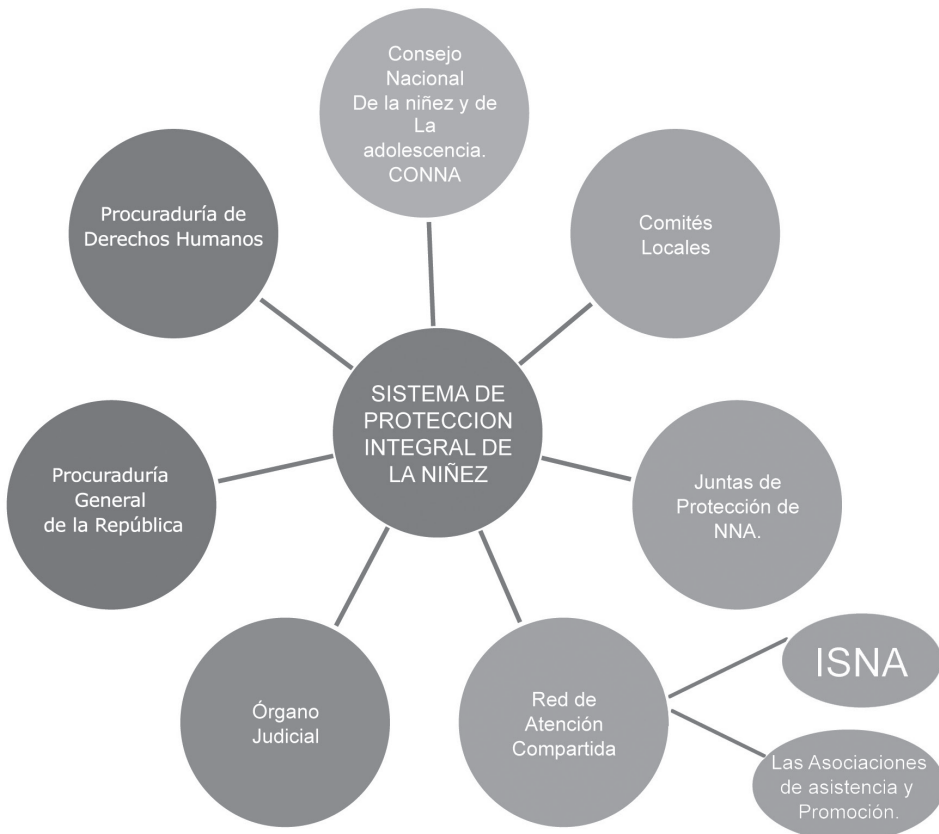 Consejo
Nacional
De la niñez y de
La
adolescencia.
CONNA
Procuraduría de
Derechos Humanos
Comités
Locales
SISTEMA DE
PROTECCION
INTEGRAL DE
LA NIÑEZ
Procuraduría
General
de la República
Juntas de
Protección de
NNA.
Órgano
Judicial
Red de
Atención
Compartida
ISNA
Las Asociaciones
de asistencia y
Promoción.